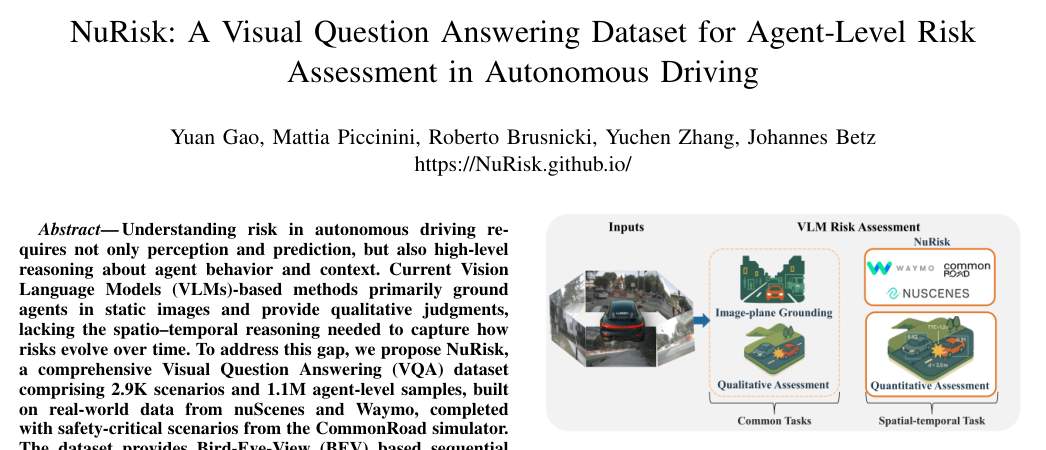 NuRisk: A Visual Question Answering Dataset for Agent-Level Risk
Assessment in Autonomous Driving
Yuan Gao, Mattia Piccinini, Roberto Brusnicki, Yuchen Zhang, Johannes Betz
https://NuRisk.github.io/
Abstract—Understanding risk in autonomous driving re-
quires not only perception and prediction, but also high-level
reasoning about agent behavior and context. Current Vision
Language Models (VLMs)-based methods primarily ground
agents in static images and provide qualitative judgments,
lacking the spatio–temporal reasoning needed to capture how
risks evolve over time. To address this gap, we propose NuRisk,
a comprehensive Visual Question Answering (VQA) dataset
comprising 2.9K scenarios and 1.1M agent-level samples, built
on real-world data from nuScenes and Waymo, completed
with safety-critical scenarios from the CommonRoad simulator.
The dataset provides Bird-Eye-View (BEV) based sequential
Inputs
VLM Risk Assessment
NuRisk
WAYMO
common
ROAD
NUSCENES
Image-plane Grounding
Qualitative Assessment
Quantitative Assessment
Common Tasks
Spatial-temporal Task